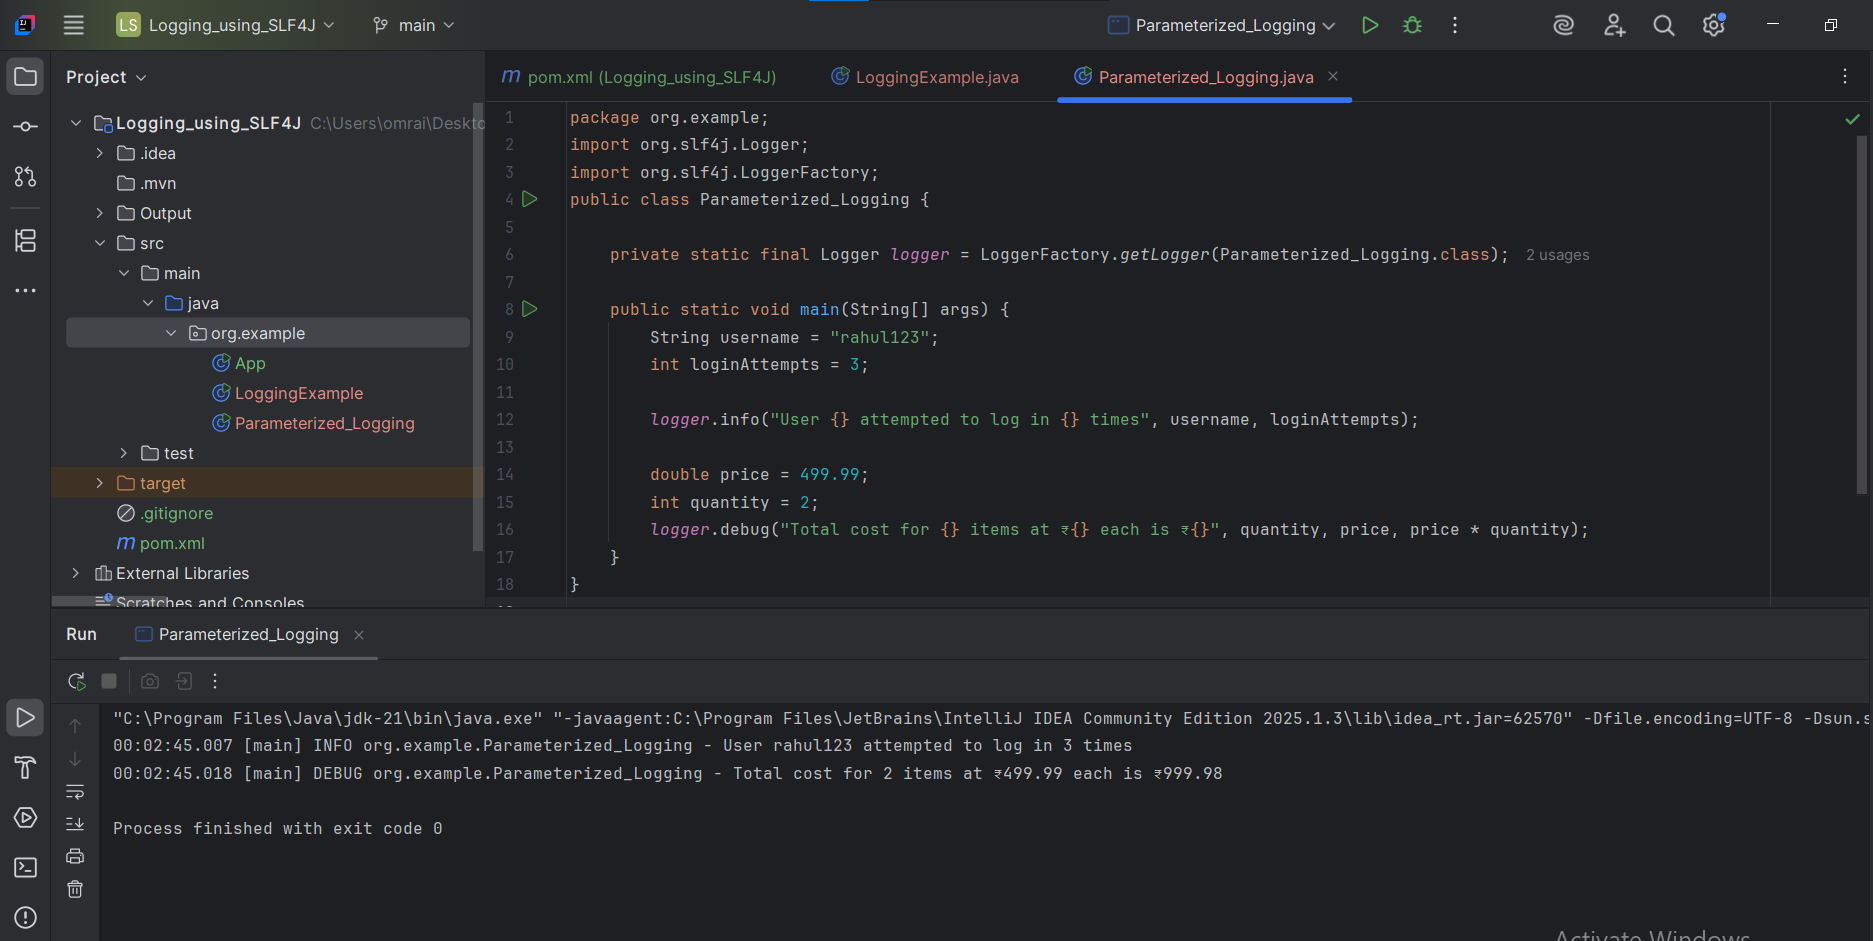 LS Logging_using_SLF4J main Parameterized_Logging
Project
pom.xml (Logging_using_SLF4J) LoggingExample.java Parameterized_Logging.java
Logging_using_SLF4J C:\Users\omrai\Deskto
.idea
.mvn
Output
src
main
java
org.example
App
LoggingExample
Parameterized_Logging
test
target
.gitignore
pom.xml
External Libraries
Scratches and Consoles
1 package org.example;
2 import org.slf4j.Logger;
3 import org.slf4j.LoggerFactory;
4 public class Parameterized_Logging {
5
6 private static final Logger logger = LoggerFactory.getLogger(Parameterized_Logging.class); 2 usages
7
8 public static void main(String[] args) {
9 String username = "rahul123";
10 int loginAttempts = 3;
11
12 logger.info("User {} attempted to log in {} times", username, loginAttempts);
13
14 double price = 499.99;
15 int quantity = 2;
16 logger.debug("Total cost for {} items at ₹{} each is ₹{}", quantity, price, price * quantity);
17 }
18 }
Run Parameterized_Logging
"C:\Program Files\Java\jdk-21\bin\java.exe" "-javaagent:C:\Program Files\JetBrains\IntelliJ IDEA Community Edition 2025.1.3\lib\idea_rt.jar=62570" -Dfile.encoding=UTF-8 -Dsun.s
00:02:45.007 [main] INFO org.example.Parameterized_Logging - User rahul123 attempted to log in 3 times
00:02:45.018 [main] DEBUG org.example.Parameterized_Logging - Total cost for 2 items at ₹499.99 each is ₹999.98
Process finished with exit code 0
Activate Windows